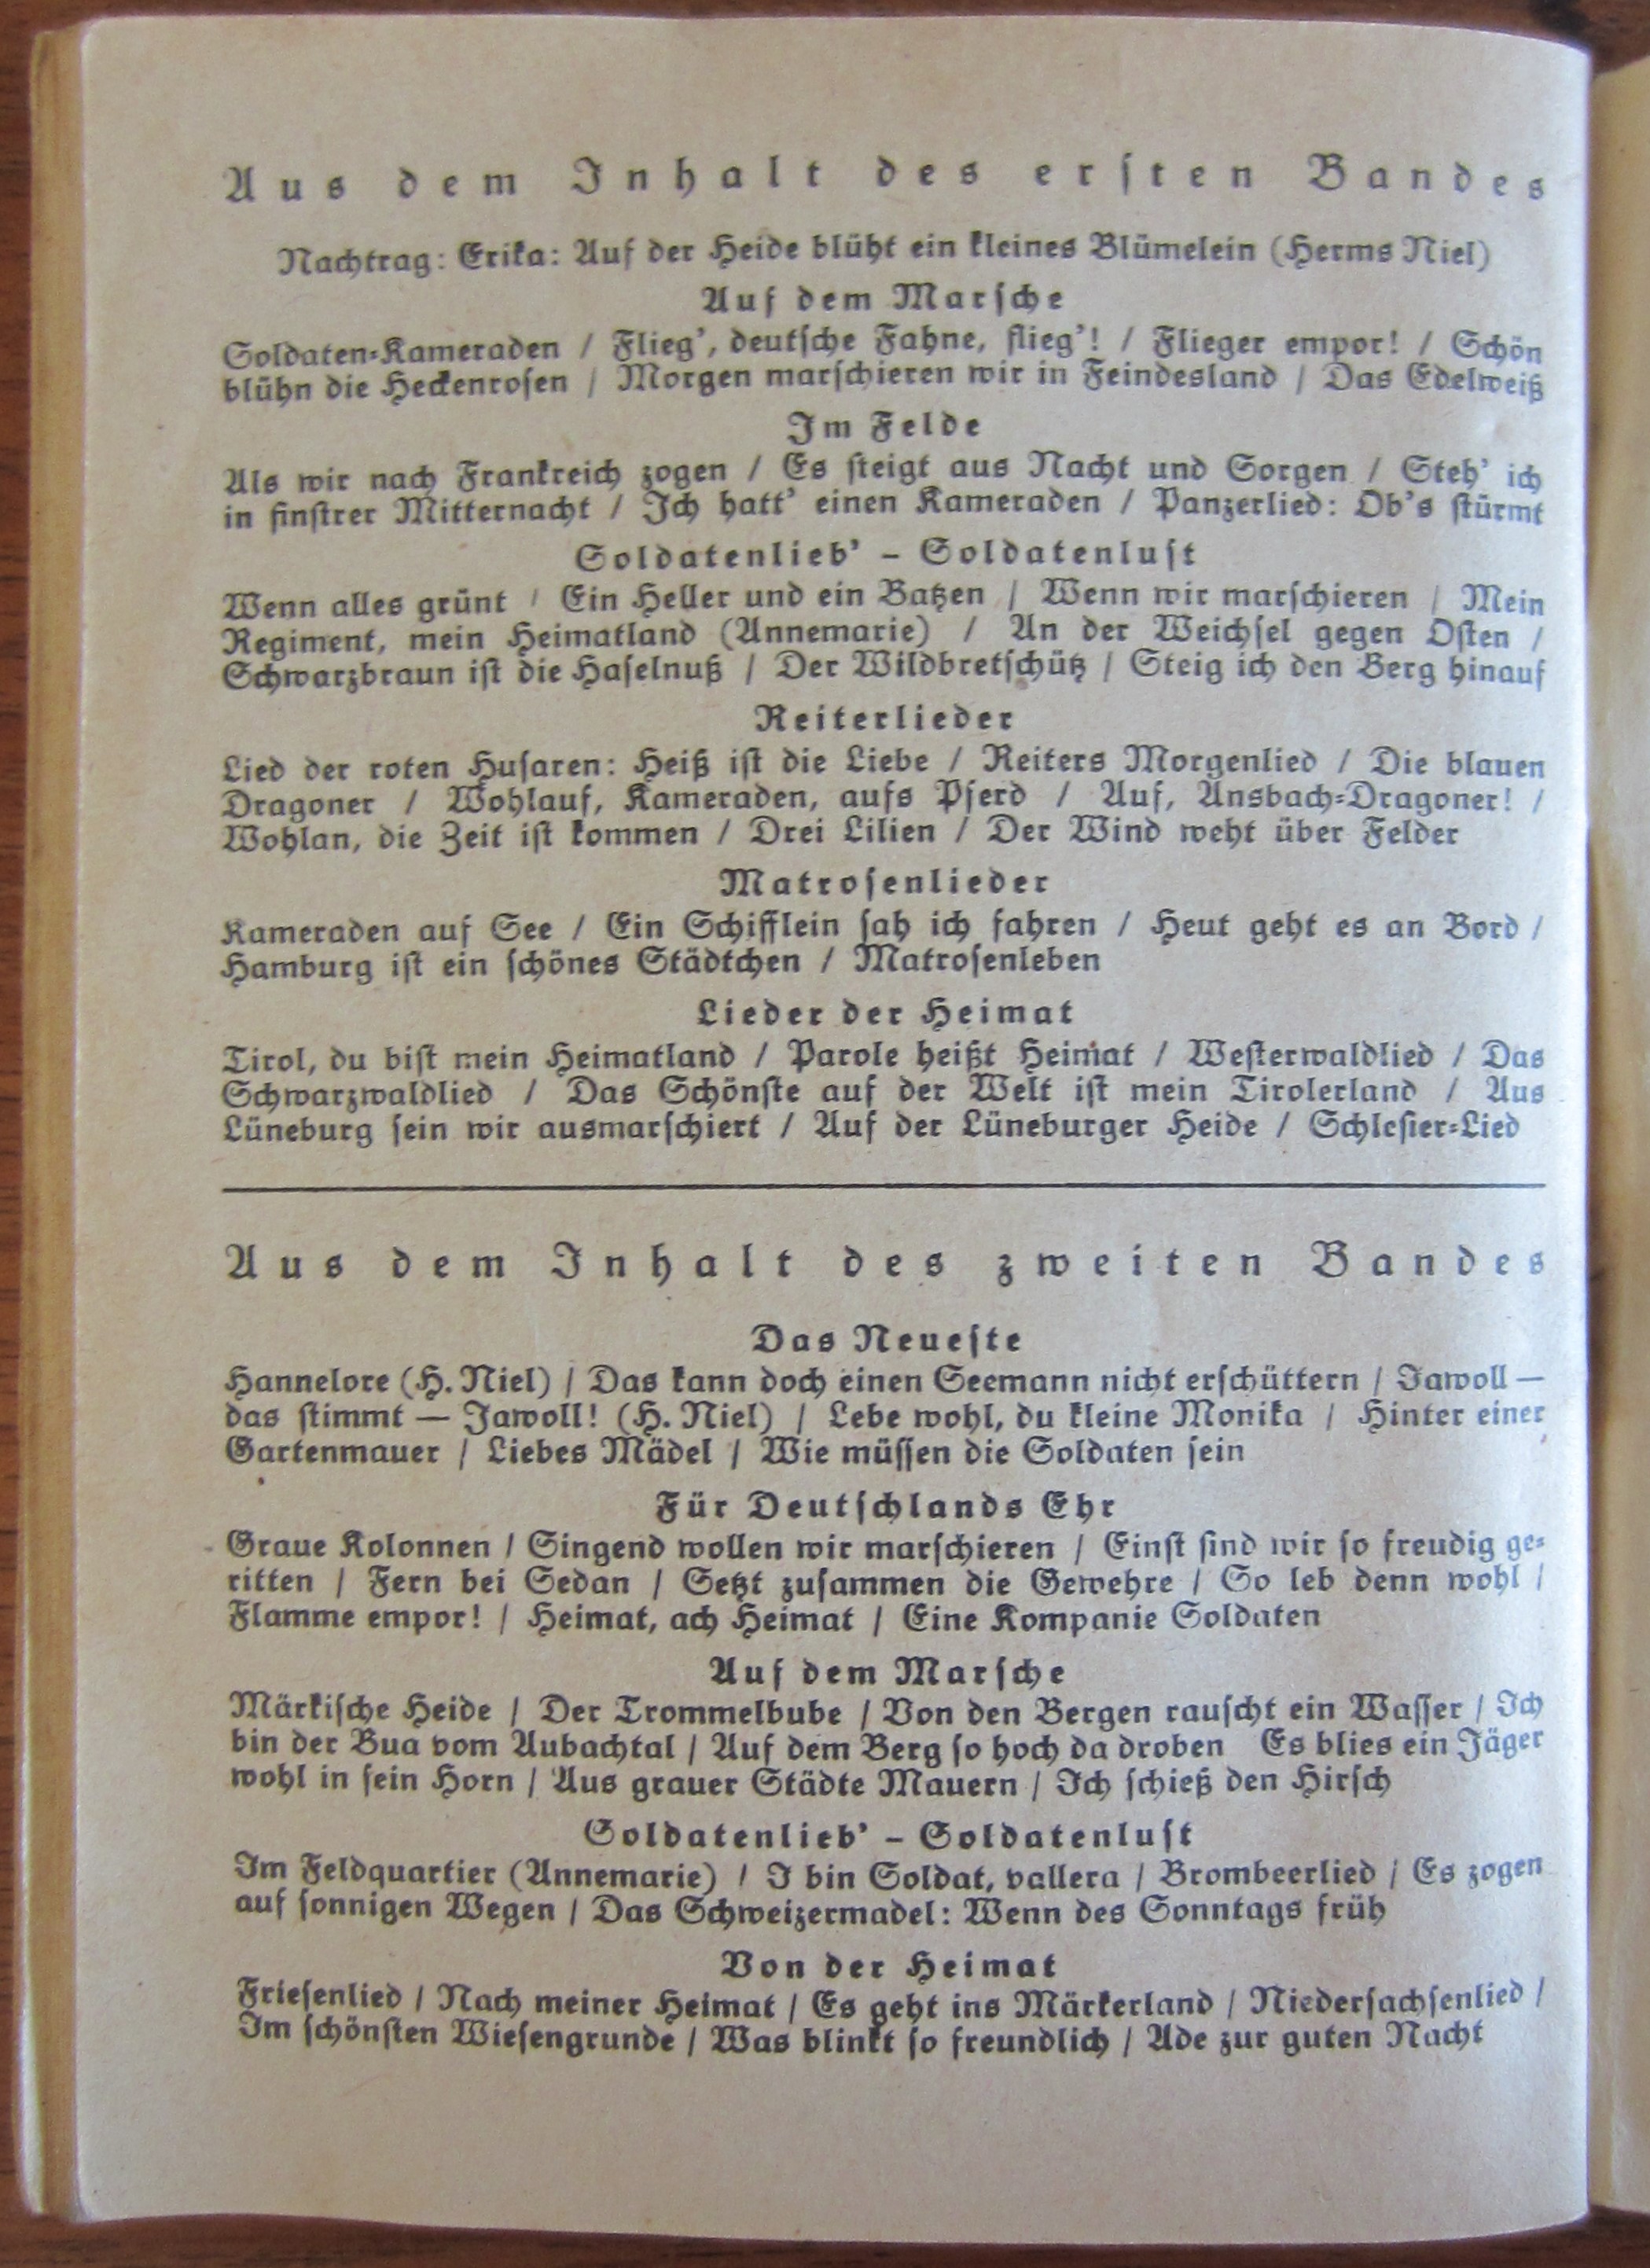 Aus dem Inhalt des ersten Bandes
Nachtrag: Erika: Auf der Heide blüht ein kleines Blümelein (Herms Niel)
Auf dem Marsche
Soldaten-Kameraden / Flieg', deutsche Fahne, flieg'! / Flieger empor! / Schön
blühn die Heckenrosen / Morgen marschieren wir in Feindesland / Das Edelweiß
Im Felde
Als wir nach Frankreich zogen / Es steigt aus Nacht und Sorgen / Steh' ich
in finstrer Mitternacht / Ich hatt' einen Kameraden / Panzerlied: Ob's stürmt
Soldatenlieb' – Soldatenlust
Wenn alles grünt / Ein Heller und ein Batzen / Wenn wir marschieren / Mein
Regiment, mein Heimatland (Annemarie) / An der Weichsel gegen Osten /
Schwarzbraun ist die Haselnuß / Der Wildbretschütz / Steig ich den Berg hinauf
Reiterlieder
Lied der roten Husaren: Heiß ist die Liebe / Reiters Morgenlied / Die blauen
Dragoner / Wohlauf, Kameraden, aufs Pferd / Auf, Ansbach-Dragoner! /
Wohlan, die Zeit ist kommen / Drei Lilien / Der Wind weht über Felder
Matrosenlieder
Kameraden auf See / Ein Schifflein sah ich fahren / Heut geht es an Bord /
Hamburg ist ein schönes Städtchen / Matrosenleben
Lieder der Heimat
Tirol, du bist mein Heimatland / Parole heißt Heimat / Westerwaldlied / Das
Schwarzwaldlied / Das Schönste auf der Welt ist mein Tirolerland / Aus
Lüneburg sein wir ausmarschiert / Auf der Lüneburger Heide / Schlesier-Lied
Aus dem Inhalt des zweiten Bandes
Das Neueste
Hannelore (H. Niel) / Das kann doch einen Seemann nicht erschüttern / Jawoll —
das stimmt — Jawoll! (H. Niel) / Lebe wohl, du kleine Monika / Hinter einer
Gartenmauer / Liebes Mädel / Wie müssen die Soldaten sein
Für Deutschlands Ehr
Graue Kolonnen / Singend wollen wir marschieren / Einst sind wir so freudig ge-
ritten / Fern bei Sedan / Setzt zusammen die Gewehre / So leb denn wohl /
Flamme empor! / Heimat, ach Heimat / Eine Kompanie Soldaten
Auf dem Marsche
Märkische Heide / Der Trommelbube / Von den Bergen rauscht ein Wasser / Ich
bin der Bua vom Aubachtal / Auf dem Berg so hoch da droben Es blies ein Jäger
wohl in sein Horn / Aus grauer Städte Mauern / Ich schieß den Hirsch
Soldatenlieb' – Soldatenlust
Im Feldquartier (Annemarie) / I bin Soldat, vallera / Brombeerlied / Es zogen
auf sonnigen Wegen / Das Schweizermadel: Wenn des Sonntags früh
Von der Heimat
Friesenlied / Nach meiner Heimat / Es geht ins Märkerland / Niedersachsenlied /
Im schönsten Wiesengrunde / Was blinkt so freundlich / Ade zur guten Nacht